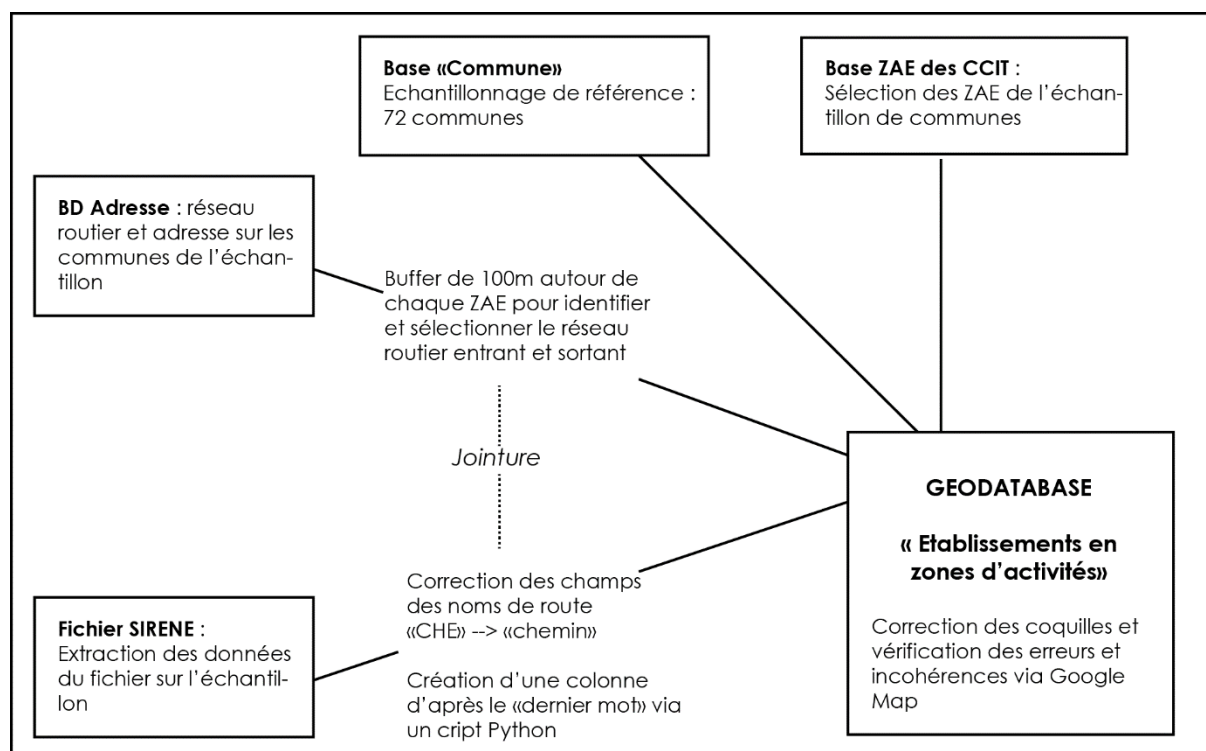 Base «Commune»
Echantillonnage de référence :
72 communes
Base ZAE des CCIT :
Sélection des ZAE de l'échan-
tillon de communes
BD Adresse : réseau
routier et adresse sur les
communes de l'échan-
tillon
Buffer de 100m autour de
chaque ZAE pour identifier
et sélectionner le réseau
routier entrant et sortant
Jointure
Correction des champs
des noms de route
«CHE» --> «chemin»
Création d'une colonne
d'après le «dernier mot» via
un cript Python
Fichier SIRENE :
Extraction des données
du fichier sur l'échantil-
lon
GEODATABASE
« Etablissements en
zones d'activités»
Correction des coquilles et
vérification des erreurs et
incohérences via Google
Map